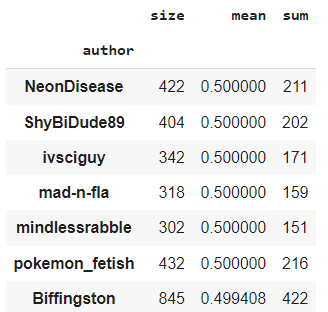 size mean sum
author
NeonDisease 422 0.500000 211
ShyBiDude89 404 0.500000 202
ivsciguy 342 0.500000 171
mad-n-fla 318 0.500000 159
mindlessrabble 302 0.500000 151
pokemon_fetish 432 0.500000 216
Biffingston 845 0.499408 422